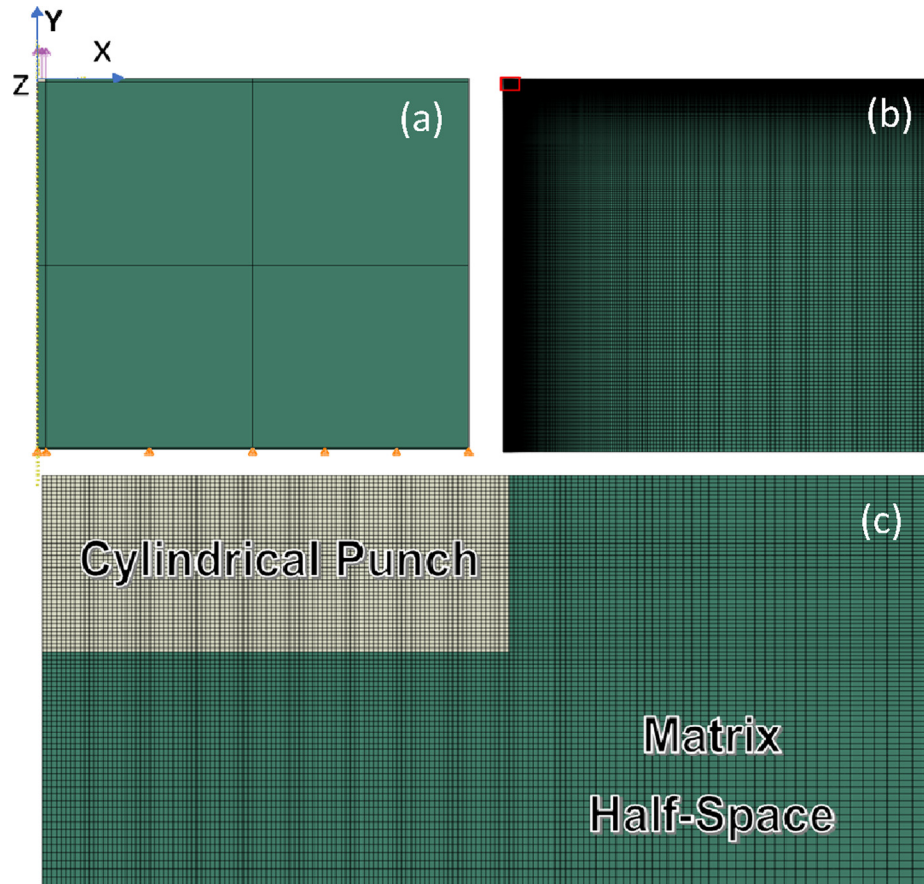 Y
X
Z
(a)
(b)
(c)
Cylindrical Punch
Matrix
Half-Space